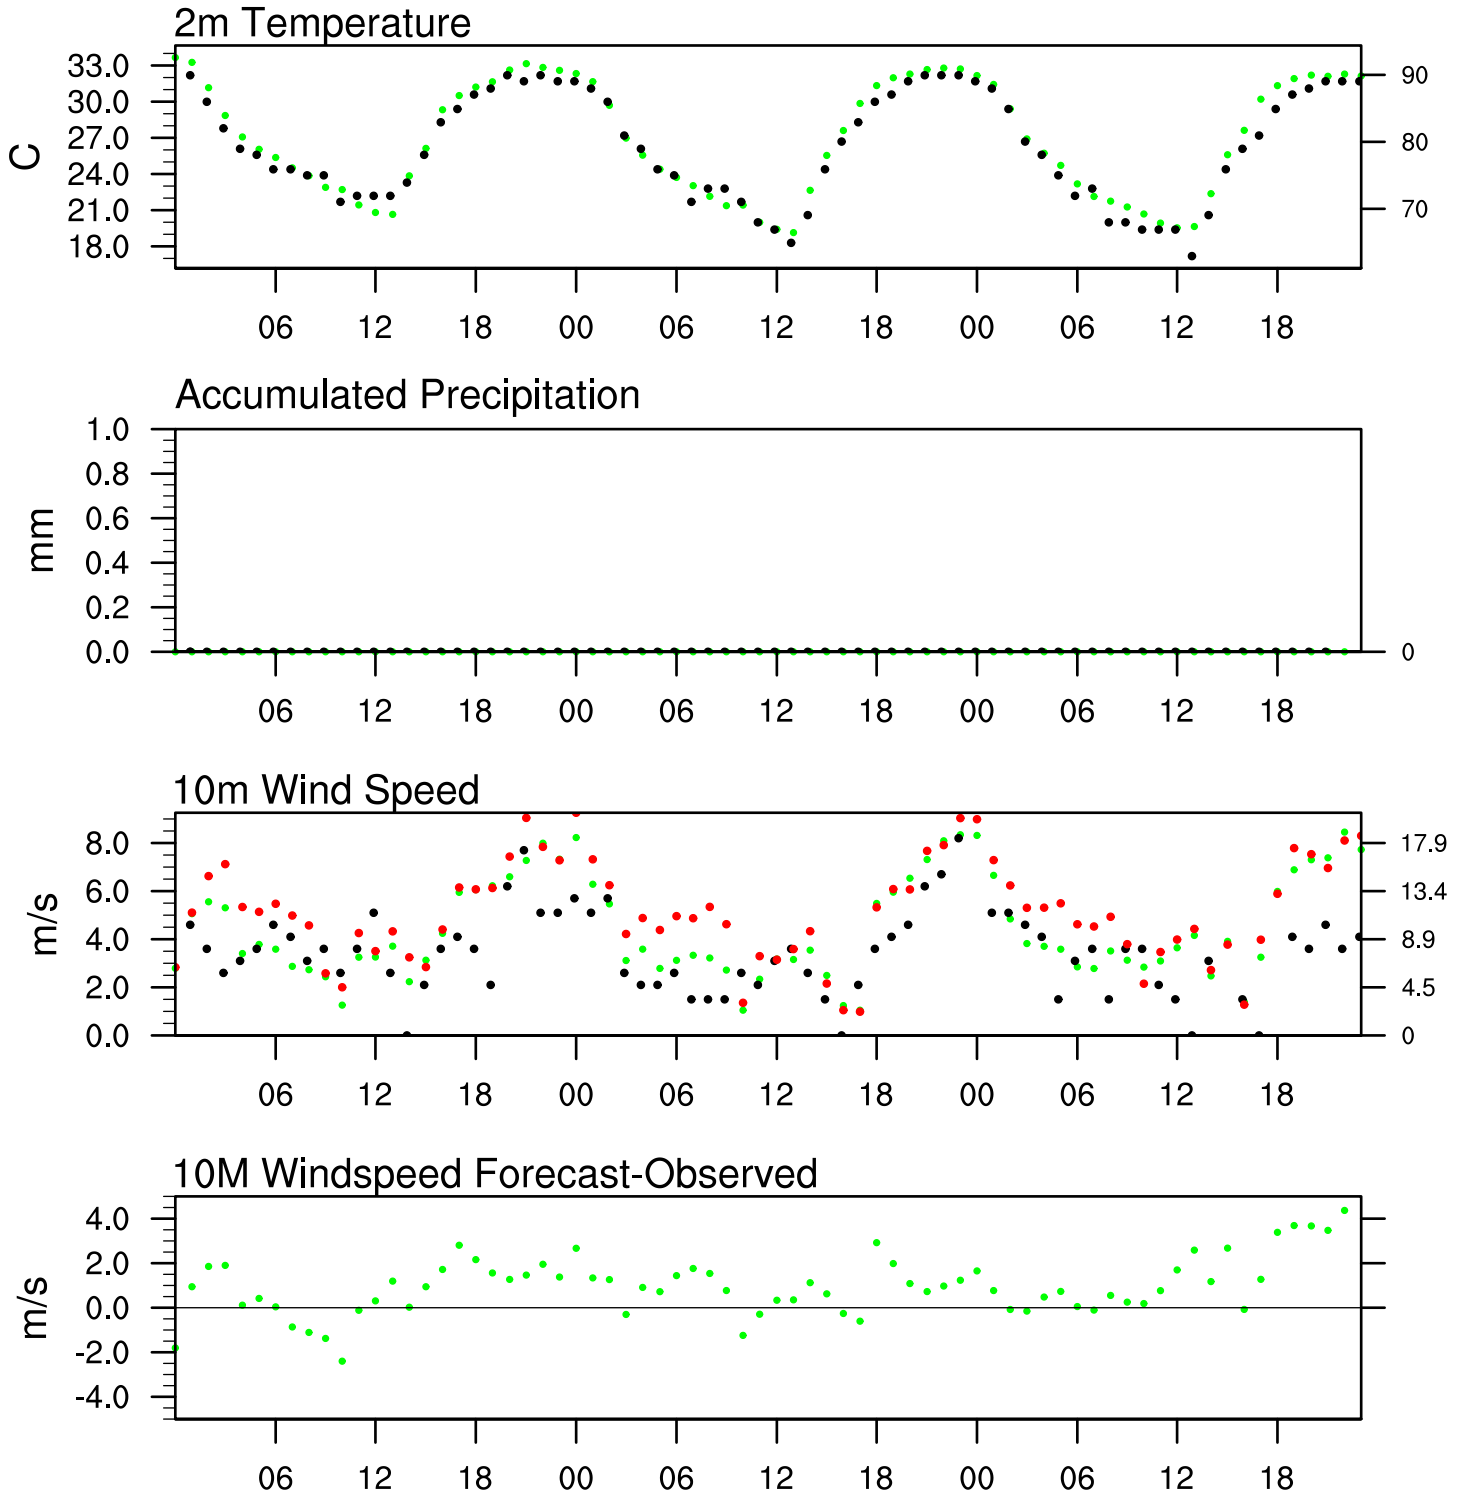 2m Temperature
33.0
30.0
27.0
24.0
21.0
18.0
C
90
80
70
06 12 18 00 06 12 18 00 06 12 18
Accumulated Precipitation
1.0
0.8
0.6
0.4
0.2
0.0
mm
0
06 12 18 00 06 12 18 00 06 12 18
10m Wind Speed
8.0
6.0
4.0
2.0
0.0
m/s
17.9
13.4
8.9
4.5
0
06 12 18 00 06 12 18 00 06 12 18
10M Windspeed Forecast-Observed
4.0
2.0
0.0
-2.0
-4.0
m/s
06 12 18 00 06 12 18 00 06 12 18